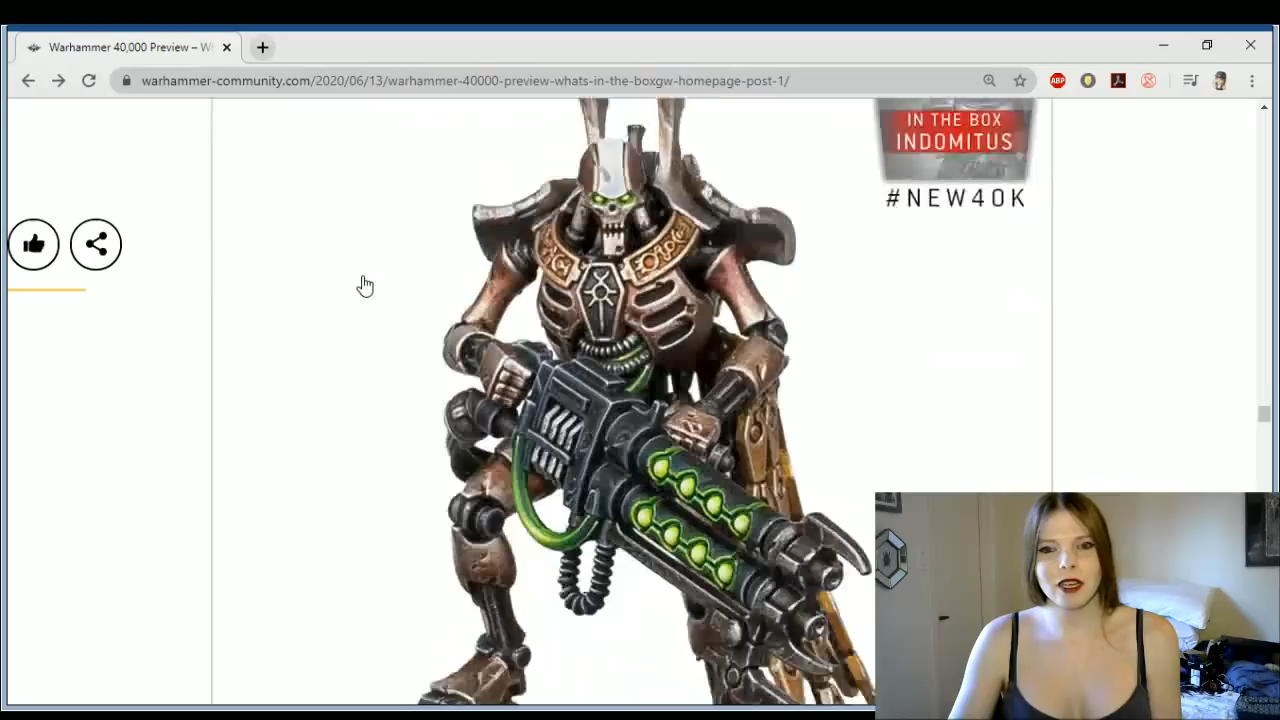 Warhammer 40,000 Preview – W
warhammer-community.com/2020/06/13/warhammer-40000-preview-whats-in-the-boxgw-homepage-post-1/
ABP
IN THE BOX
INDOMITUS
#NEW40K